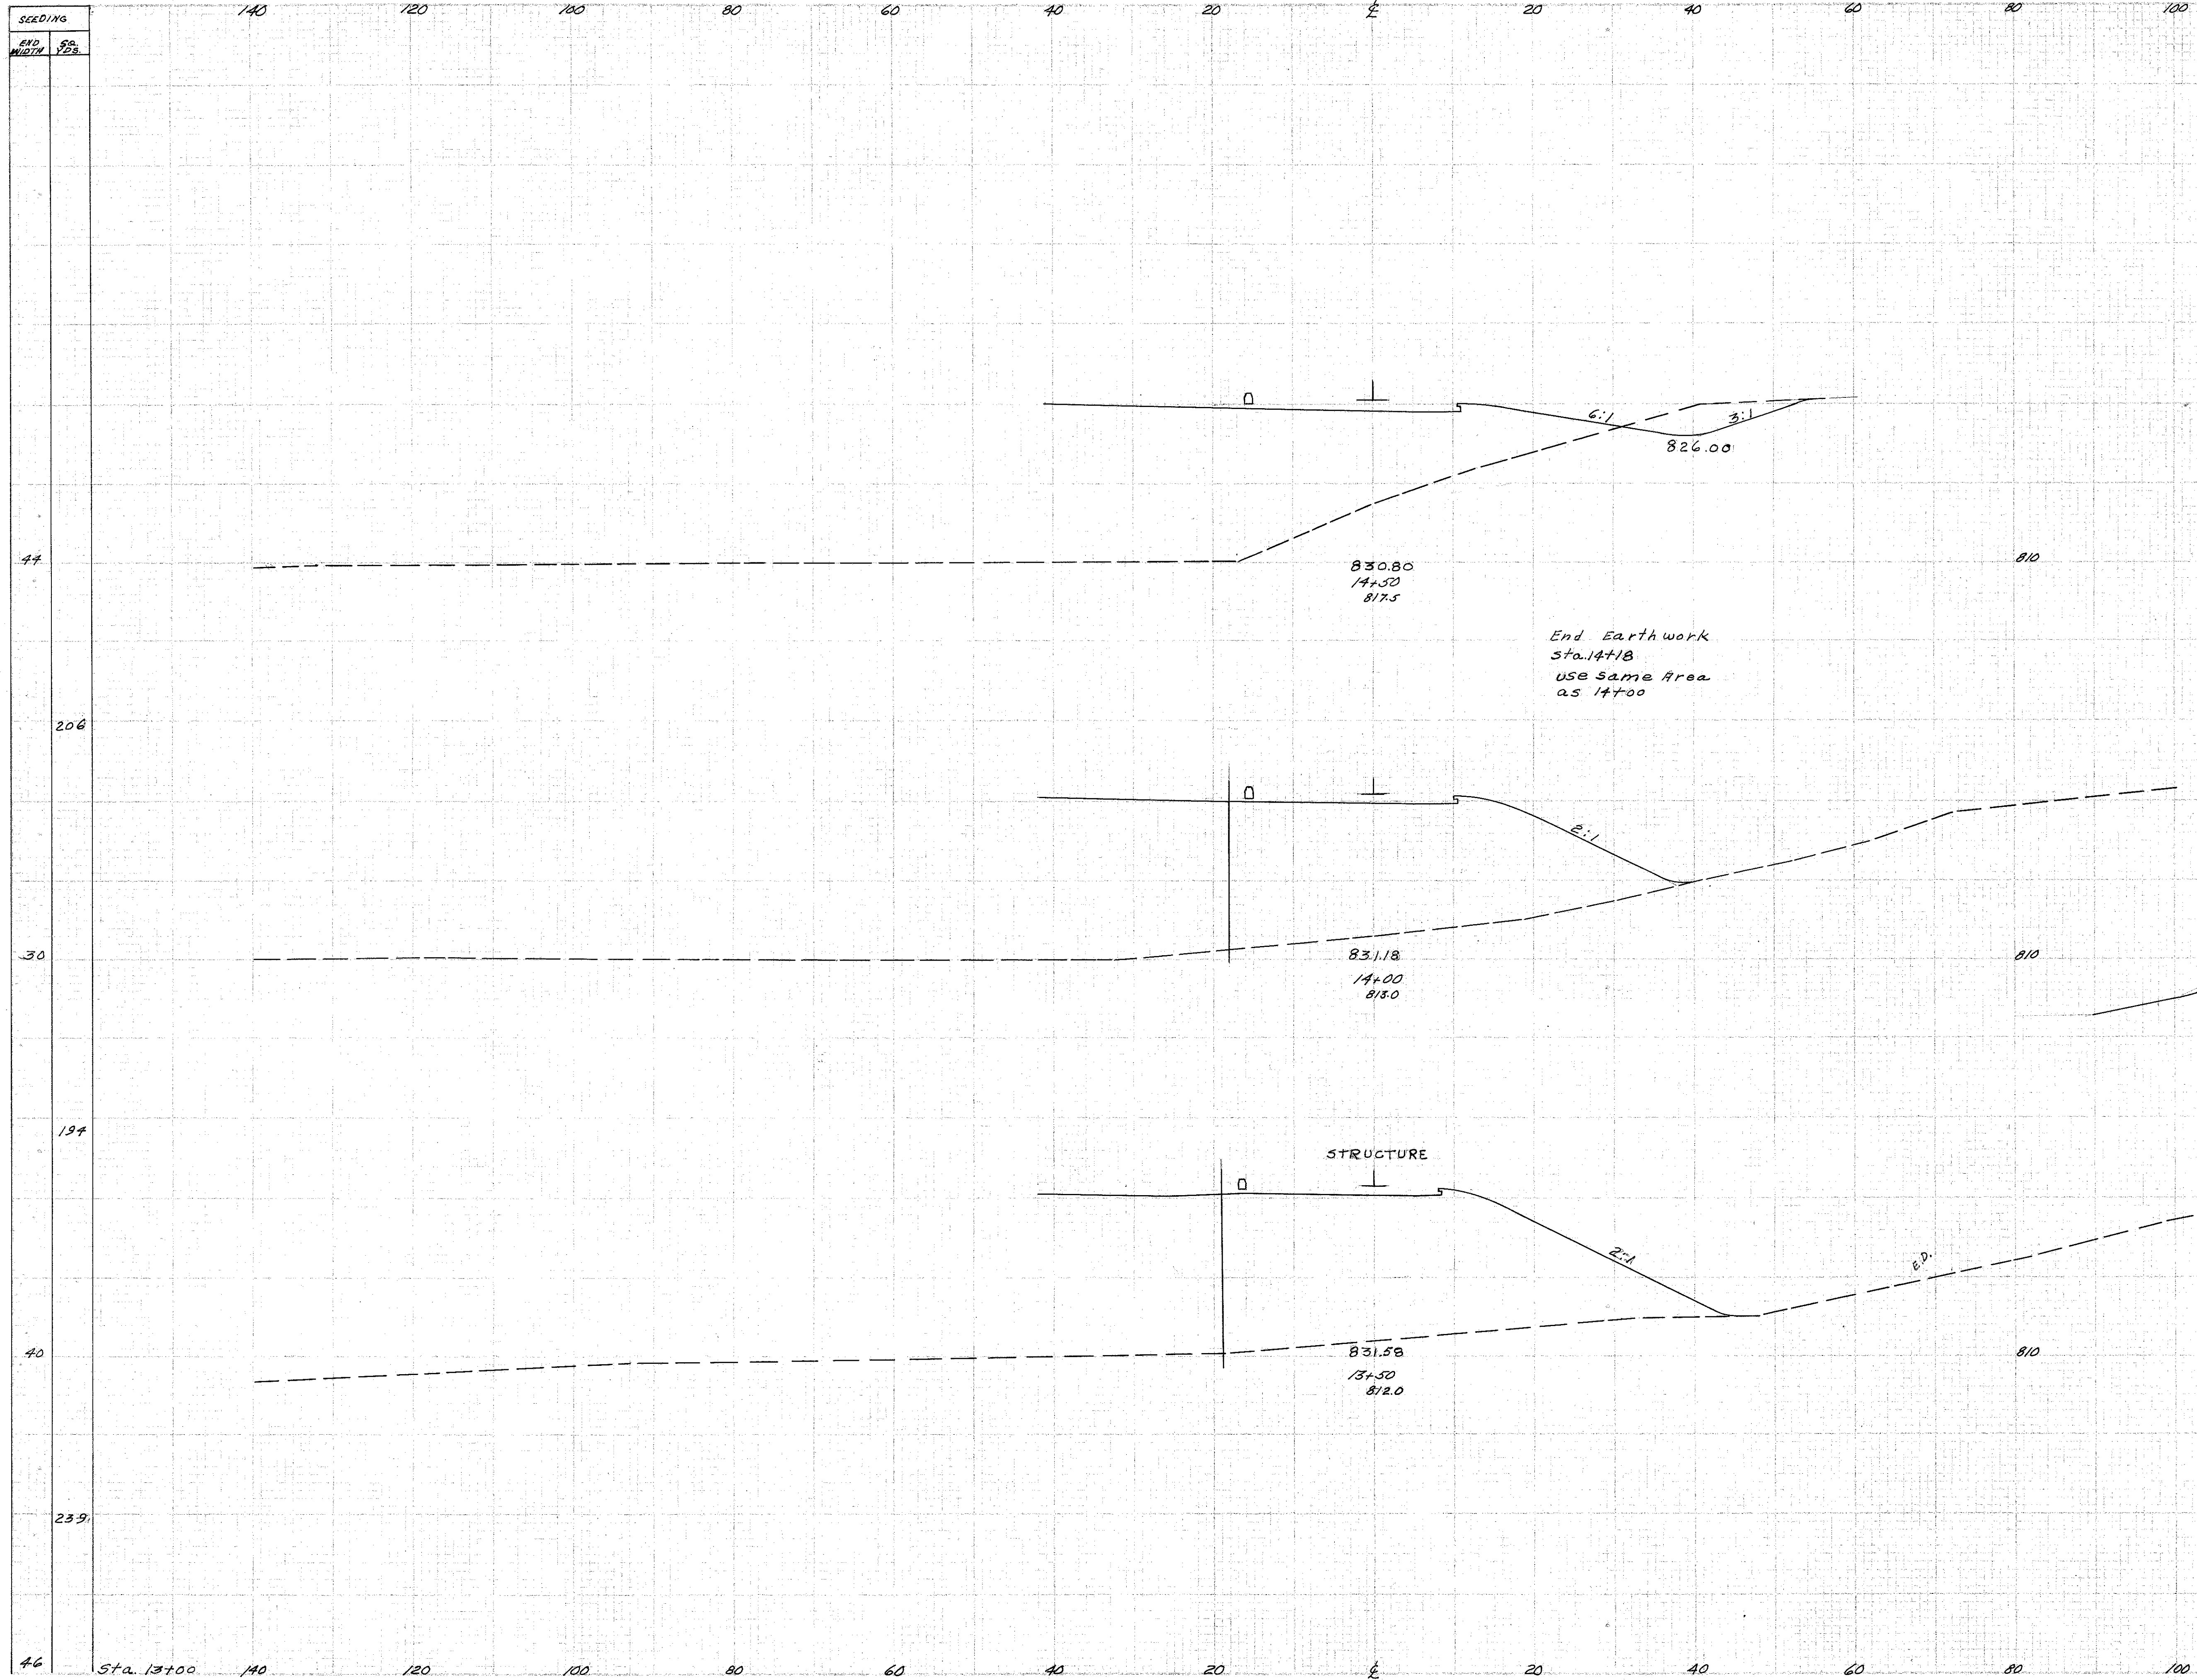 SEEDING
END WIDTH SQ. YDS.
140 120 100 80 60 40 20 ℄ 20 40 60 80 100
6:1 3:1
826.00
44 810
830.80
14+50
817.5
End Earthwork
Sta. 14+18
use same Area
as 14+00
206
2:1
30 831.18 810
14+00
813.0
194
STRUCTURE
2:1
E.D.
40 831.58 810
13+50
812.0
239
46 Sta. 13+00 140 120 100 80 60 40 20 ℄ 20 40 60 80 100